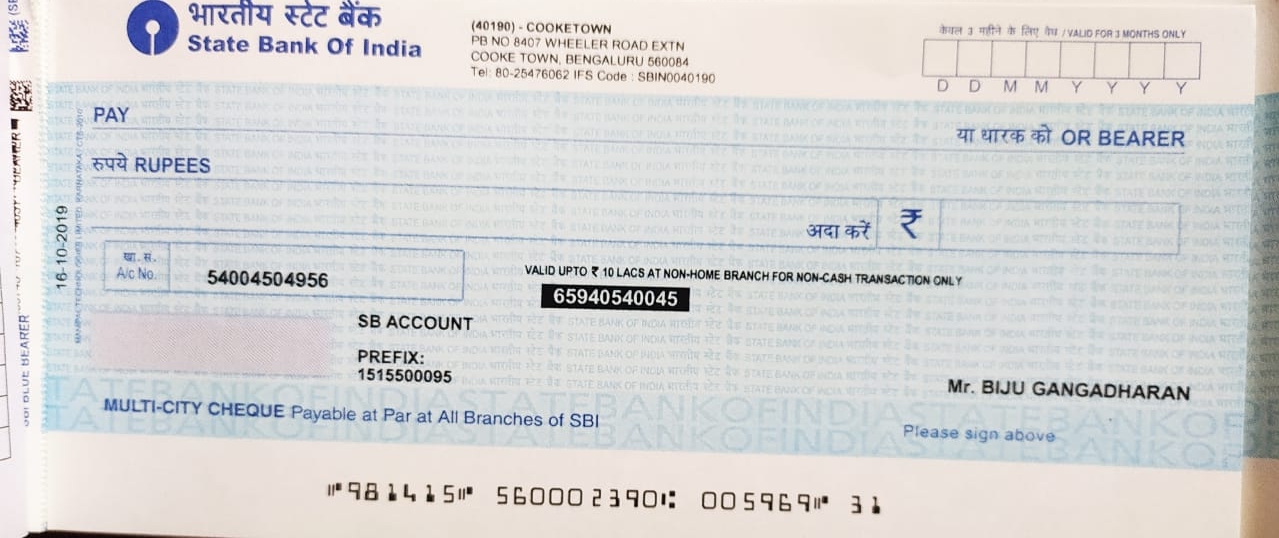 भारतीय स्टेट बैंक
State Bank Of India
(40190) - COOKETOWN
PB NO 8407 WHEELER ROAD EXTN
COOKE TOWN, BENGALURU 560084
Tel: 80-25476062 IFS Code : SBIN0040190
केवल 3 महीने के लिए वैध / VALID FOR 3 MONTHS ONLY
D D M M Y Y Y Y
PAY
या धारक को OR BEARER
रुपये RUPEES
अदा करें ₹
16-10-2019
खा. सं.
A/c No.
54004504956
VALID UPTO ₹ 10 LACS AT NON-HOME BRANCH FOR NON-CASH TRANSACTION ONLY
65940540045
SB ACCOUNT
PREFIX:
1515500095
Mr. BIJU GANGADHARAN
MULTI-CITY CHEQUE Payable at Par at All Branches of SBI
Please sign above
STATEBANKOFINDIASTATEBANKOF
STATEBANKOFINDIASTATEBANKOF
⑈981415⑈ 560002390⑆ 005969⑈ 31